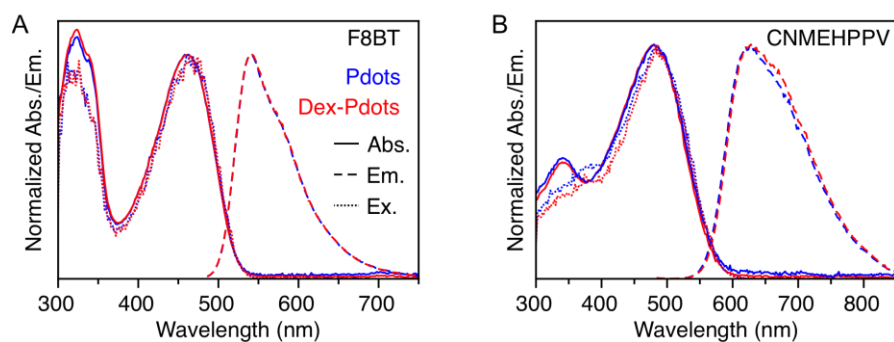 A
F8BT
Pdots
Dex-Pdots
Abs.
Em.
Ex.
Normalized Abs./Em.
300 400 500 600 700
Wavelength (nm)
B
CNMEHPPV
Normalized Abs./Em.
300 400 500 600 700 800
Wavelength (nm)